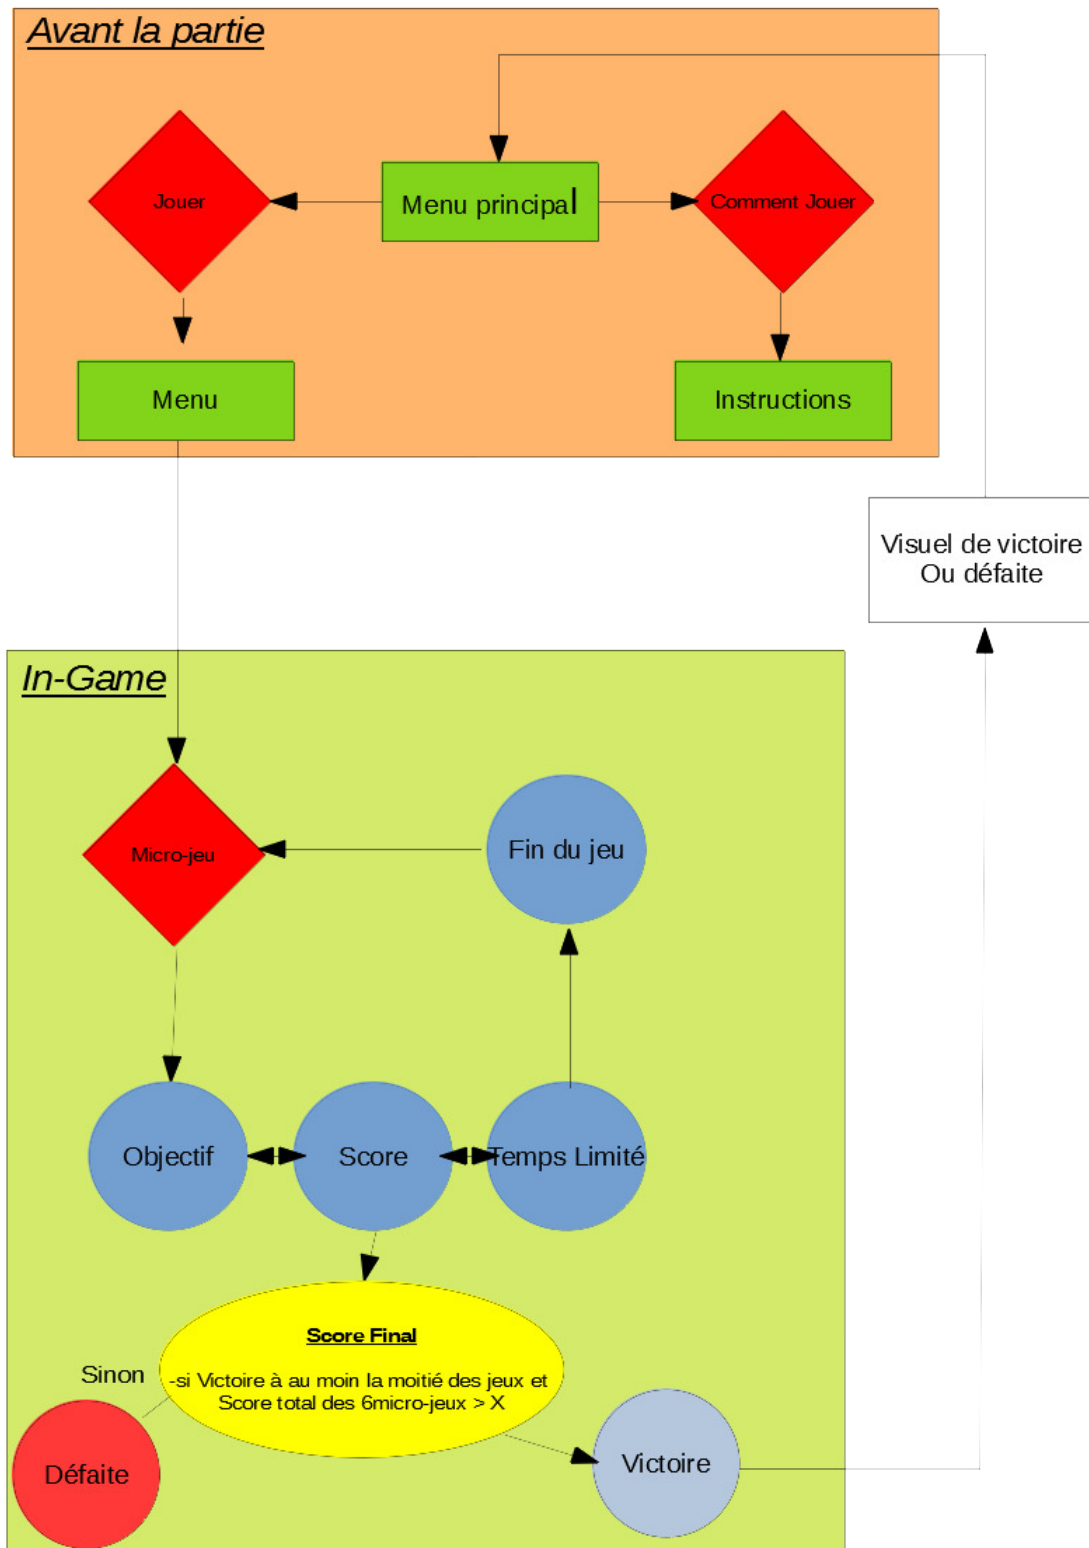 Avant la partie
Jouer
Menu principal
Comment Jouer
Menu
Instructions
Visuel de victoire
Ou défaite
In-Game
Micro-jeu
Fin du jeu
Objectif
Score
Temps Limité
Score Final
Sinon
-si Victoire à au moin la moitié des jeux et
Score total des 6micro-jeux > X
Défaite
Victoire